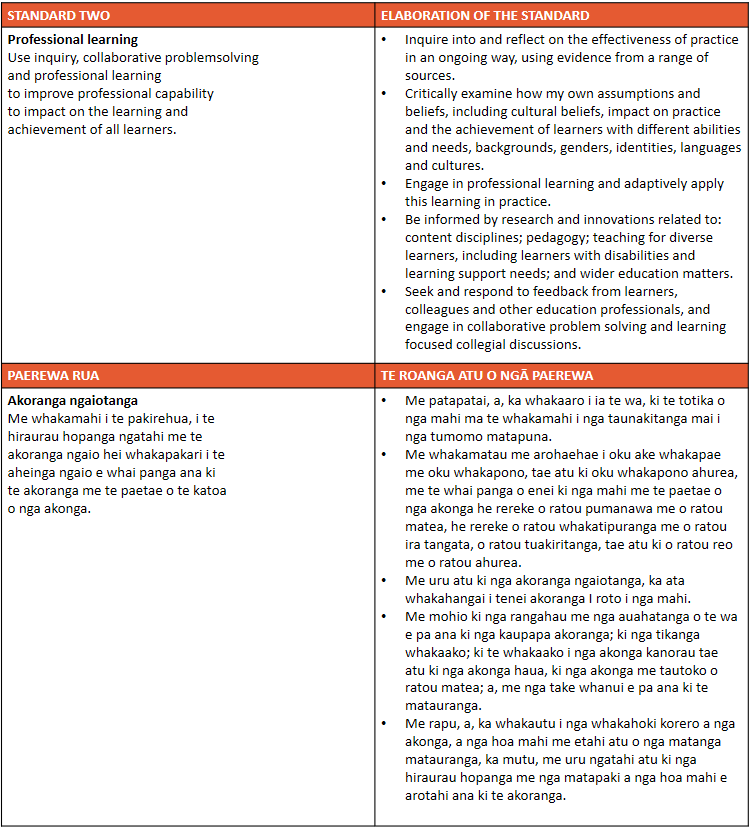 STANDARD TWO
ELABORATION OF THE STANDARD
Professional learning
Use inquiry, collaborative problemsolving
and professional learning
to improve professional capability
to impact on the learning and
achievement of all learners.
• Inquire into and reflect on the effectiveness of practice
in an ongoing way, using evidence from a range of
sources.
• Critically examine how my own assumptions and
beliefs, including cultural beliefs, impact on practice
and the achievement of learners with different abilities
and needs, backgrounds, genders, identities, languages
and cultures.
• Engage in professional learning and adaptively apply
this learning in practice.
• Be informed by research and innovations related to:
content disciplines; pedagogy; teaching for diverse
learners, including learners with disabilities and
learning support needs; and wider education matters.
• Seek and respond to feedback from learners,
colleagues and other education professionals, and
engage in collaborative problem solving and learning
focused collegial discussions.
PAEREWA RUA
TE ROANGA ATU O NGĀ PAEREWA
Akoranga ngaiotanga
Me whakamahi i te pakirehua, i te
hiraurau hopanga ngatahi me te
akoranga ngaio hei whakapakari i te
aheinga ngaio e whai panga ana ki
te akoranga me te paetae o te katoa
o nga akonga.
• Me patapatai, a, ka whakaaro i ia te wa, ki te totika o
nga mahi ma te whakamahi i nga taunakitanga mai i
nga tumomo matapuna.
• Me whakamatau me arohaehae i oku ake whakapae
me oku whakapono, tae atu ki oku whakapono ahurea,
me te whai panga o enei ki nga mahi me te paetae o
nga akonga he rereke o ratou pumanawa me o ratou
matea, he rereke o ratou whakatipuranga me o ratou
ira tangata, o ratou tuakiritanga, tae atu ki o ratou reo
me o ratou ahurea.
• Me uru atu ki nga akoranga ngaiotanga, ka ata
whakahangai i tenei akoranga I roto i nga mahi.
• Me mohio ki nga rangahau me nga auahatanga o te wa
e pa ana ki nga kaupapa akoranga; ki nga tikanga
whakaako; ki te whakaako i nga akonga kanorau tae
atu ki nga akonga haua, ki nga akonga me tautoko o
ratou matea; a, me nga take whanui e pa ana ki te
matauranga.
• Me rapu, a, ka whakautu i nga whakahoki korero a nga
akonga, a nga hoa mahi me etahi atu o nga matanga
matauranga, ka mutu, me uru ngatahi atu ki nga
hiraurau hopanga me nga matapaki a nga hoa mahi e
arotahi ana ki te akoranga.